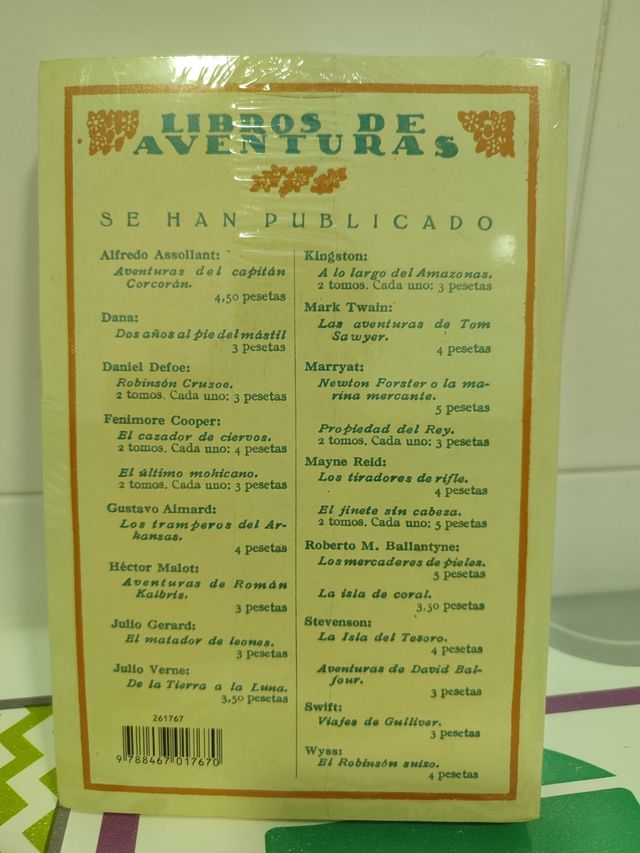 LIBROS DE
AVENTURAS
SE HAN PUBLICADO
Alfredo Assollant:
Aventuras del capitán
Corcorán.
4,50 pesetas
Dana:
Dos años al pie del mástil
3 pesetas
Daniel Defoe:
Robinsón Crusoe.
2 tomos. Cada uno: 3 pesetas
Fenimore Cooper:
El cazador de ciervos.
2 tomos. Cada uno: 4 pesetas
El último mohicano.
2 tomos. Cada uno: 3 pesetas
Gustavo Aimard:
Los tramperos del Ar-
kansas.
4 pesetas
Héctor Malot:
Aventuras de Román
Kalbris.
3 pesetas
Julio Gerard:
El matador de leones.
3 pesetas
Julio Verne:
De la Tierra a la Luna.
3,50 pesetas
261767
9 788467 017670
Kingston:
A lo largo del Amazonas.
2 tomos. Cada uno: 3 pesetas
Mark Twain:
Las aventuras de Tom
Sawyer.
4 pesetas
Marryat:
Newton Forster o la ma-
rina mercante.
5 pesetas
Propiedad del Rey.
2 tomos. Cada uno: 3 pesetas
Mayne Reid:
Los tiradores de rifle.
4 pesetas
El jinete sin cabeza.
2 tomos. Cada uno: 5 pesetas
Roberto M. Ballantyne:
Los mercaderes de pieles.
5 pesetas
La isla de coral.
3,50 pesetas
Stevenson:
La Isla del Tesoro.
4 pesetas
Aventuras de David Bal-
four.
3 pesetas
Swift:
Viajes de Gulliver.
3 pesetas
Wyss:
El Robinsón suizo.
4 pesetas